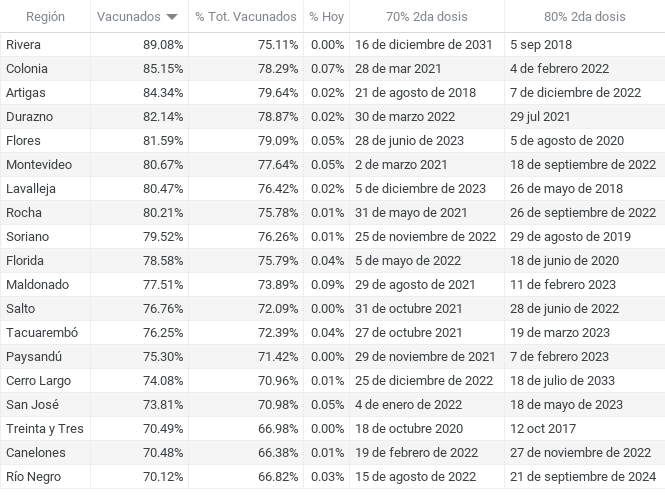 Región Vacunados % Tot. Vacunados % Hoy 70% 2da dosis 80% 2da dosis
Rivera 89.08% 75.11% 0.00% 16 de diciembre de 2031 5 sep 2018
Colonia 85.15% 78.29% 0.07% 28 de mar 2021 4 de febrero 2022
Artigas 84.34% 79.64% 0.02% 21 de agosto de 2018 7 de diciembre de 2022
Durazno 82.14% 78.87% 0.02% 30 de marzo 2022 29 jul 2021
Flores 81.59% 79.09% 0.05% 28 de junio de 2023 5 de agosto de 2020
Montevideo 80.67% 77.64% 0.05% 2 de marzo 2021 18 de septiembre de 2022
Lavalleja 80.47% 76.42% 0.02% 5 de diciembre de 2023 26 de mayo de 2018
Rocha 80.21% 75.78% 0.01% 31 de mayo de 2021 26 de septiembre de 2022
Soriano 79.52% 76.26% 0.01% 25 de noviembre de 2022 29 de agosto de 2019
Florida 78.58% 75.79% 0.04% 5 de mayo de 2022 18 de junio de 2020
Maldonado 77.51% 73.89% 0.09% 29 de agosto de 2021 11 de febrero de 2023
Salto 76.76% 72.09% 0.00% 31 de octubre 2021 28 de junio de 2022
Tacuarembó 76.25% 72.39% 0.04% 27 de octubre 2021 19 de marzo de 2023
Paysandú 75.30% 71.42% 0.00% 29 de noviembre de 2021 7 de febrero de 2023
Cerro Largo 74.08% 70.96% 0.01% 25 de diciembre de 2022 18 de julio de 2033
San José 73.81% 70.98% 0.05% 4 de enero de 2022 18 de mayo de 2023
Treinta y Tres 70.49% 66.98% 0.00% 18 de octubre 2020 12 oct 2017
Canelones 70.48% 66.38% 0.01% 19 de febrero de 2022 27 de noviembre de 2022
Río Negro 70.12% 66.82% 0.03% 15 de agosto de 2022 21 de septiembre de 2024